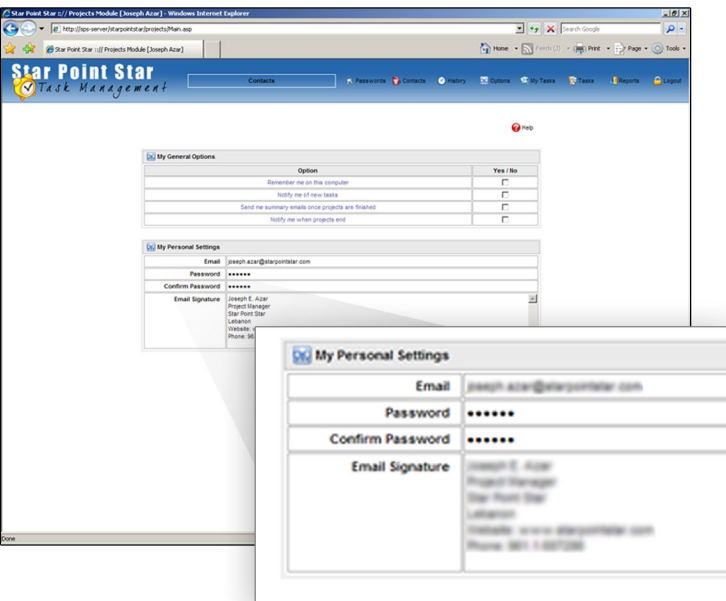 Star Point Star ::// Projects Module [Joseph Azar] - Windows Internet Explorer
http://sps-server/starpointstar/projects/Main.asp
Search Google
Star Point Star ::// Projects Module [Joseph Azar]
Home
Feeds (J)
Print
Page
Tools
Star Point Star
Task Management
Contacts
Passwords
Contacts
History
Options
My Tasks
Tasks
Reports
Logout
Help
My General Options
Option Yes / No
Remember me on this computer
Notify me of new tasks
Send me summary emails once projects are finished
Notify me when projects end
My Personal Settings
Email joseph.azar@starpointstar.com
Password ••••••
Confirm Password ••••••
Email Signature Joseph E. Azar
Project Manager
Star Point Star
Lebanon
Website:
Phone: 961
Done
My Personal Settings
Email
Password ••••••
Confirm Password ••••••
Email Signature